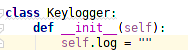 class Keylogger:
    def __init__(self):
        self.log = ""